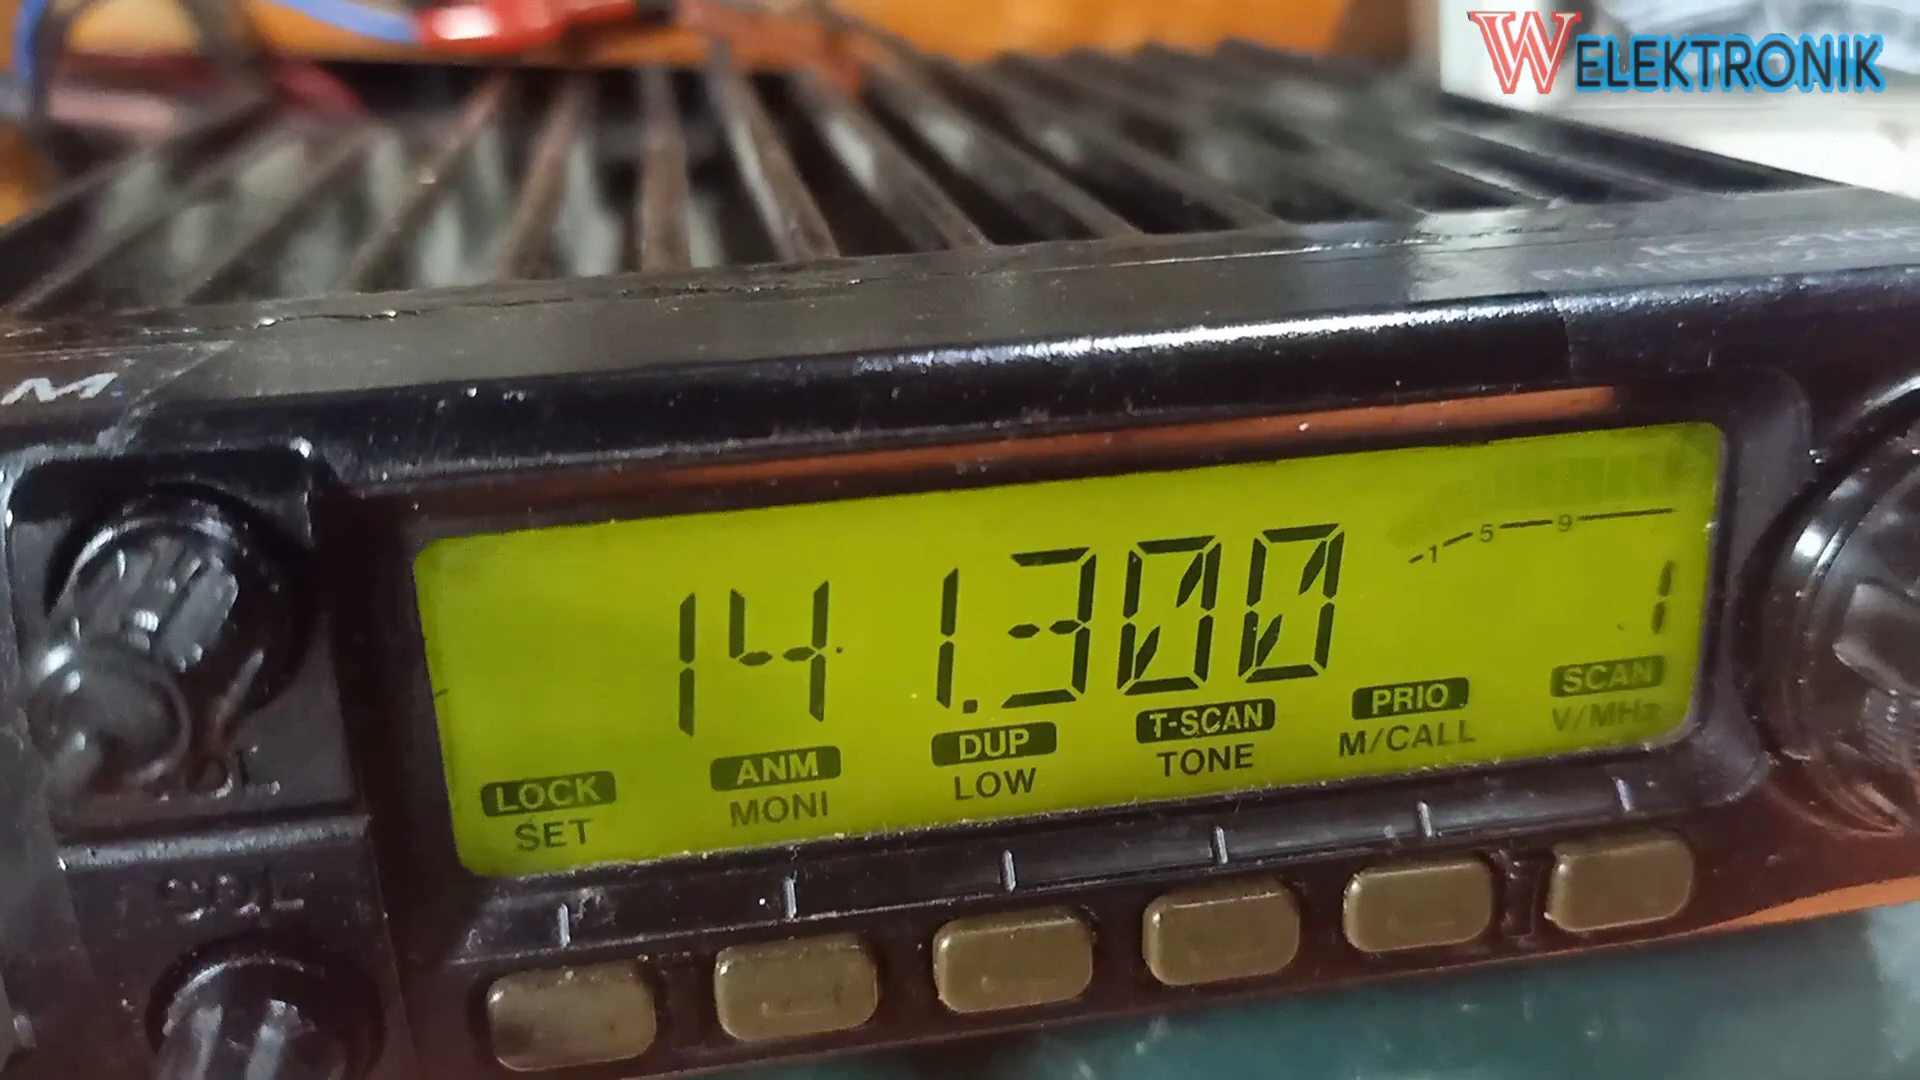 WELEKTRONIK
141.300
1 5 9
1
LOCK ANM DUP T-SCAN PRIO SCAN
SET MONI LOW TONE M/CALL V/MHz
SQL